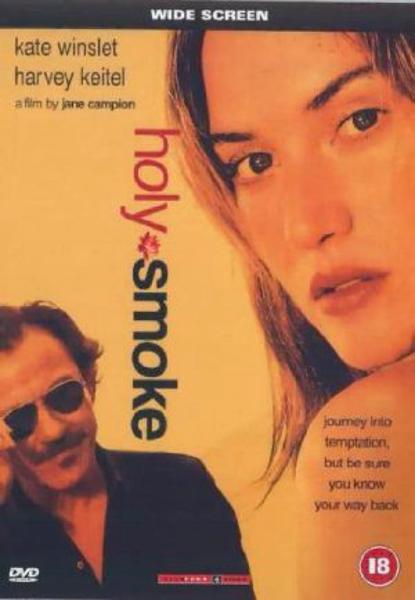 WIDE SCREEN
kate winslet
harvey keitel
a film by jane campion
holy smoke
journey into
temptation,
but be sure
you know
your way back
DVD
18